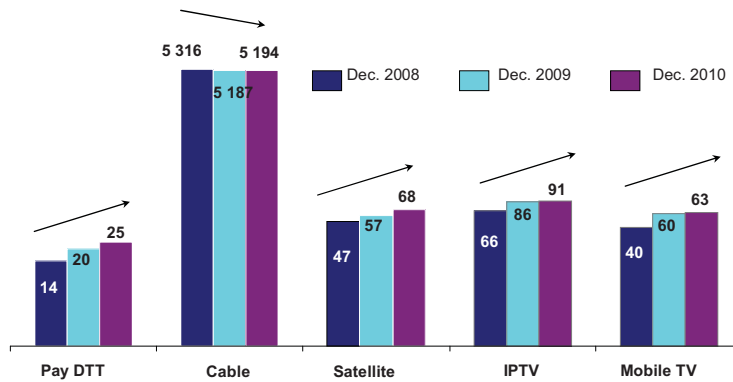 5 316
5 194
5 187
Dec. 2008
Dec. 2009
Dec. 2010
14
20
25
47
57
68
66
86
91
40
60
63
Pay DTT
Cable
Satellite
IPTV
Mobile TV